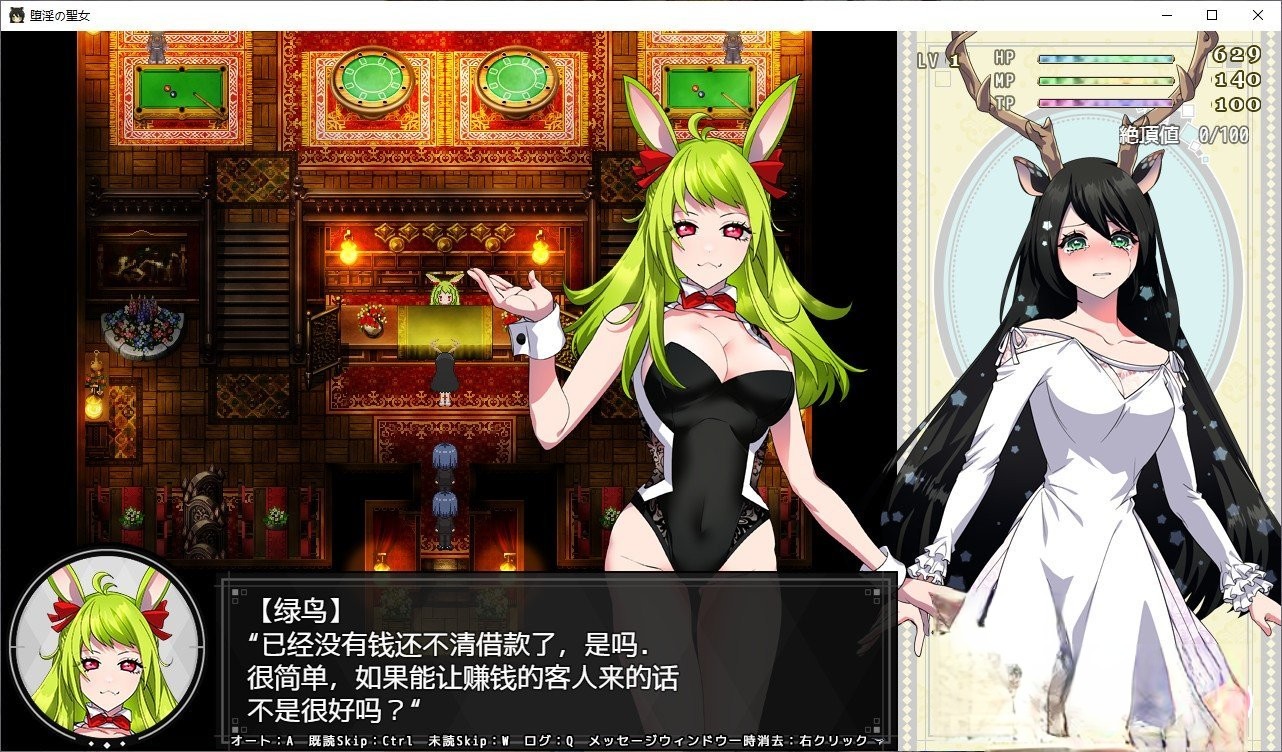 堕淫の聖女
LV 1
HP 629
MP 140
TP 100
絶頂値 0/100
【绿鸟】
“已经没有钱还不清借款了，是吗.
很简单，如果能让赚钱的客人来的话
不是很好吗？“
オート：A 既読Skip：Ctrl 未読Skip：W ログ：Q メッセージウィンドウ一時消去：右クリック